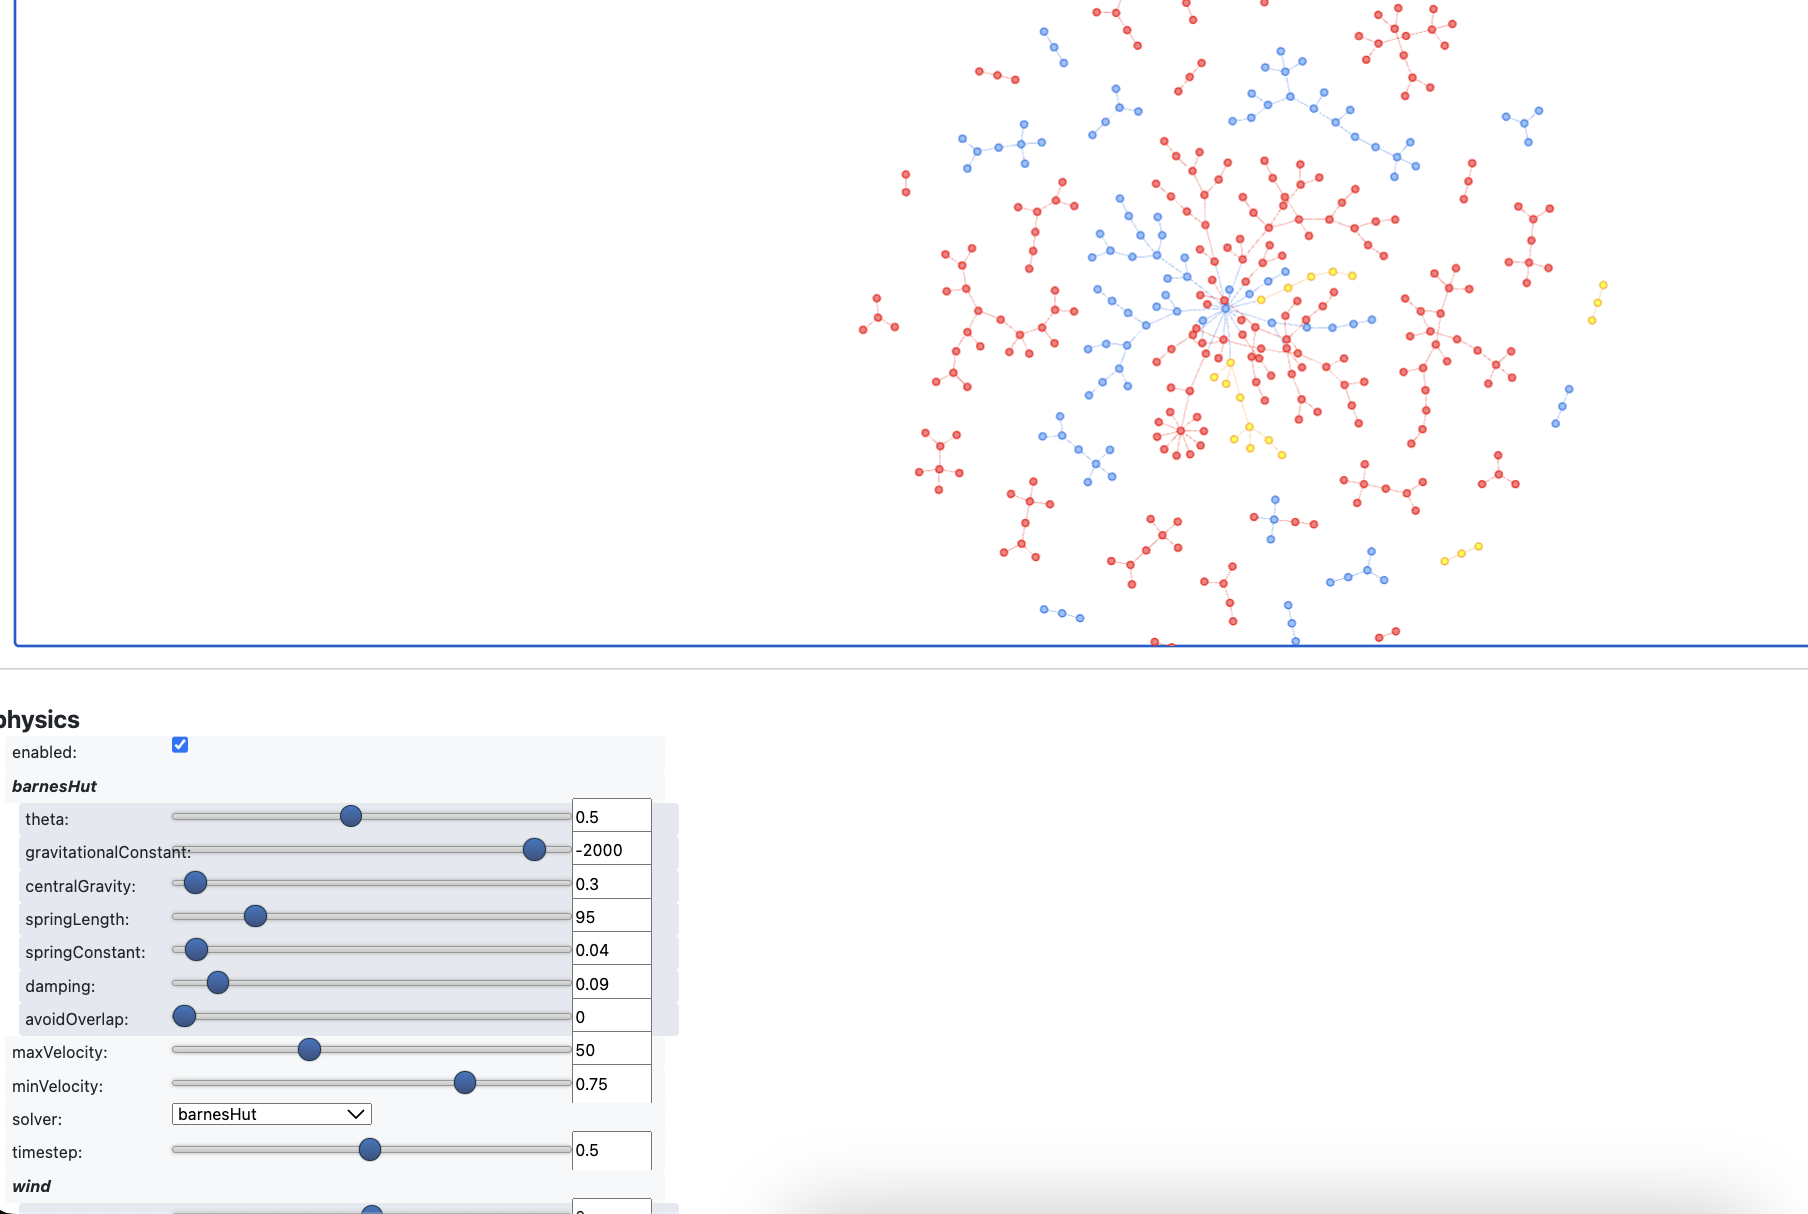 physics
enabled:
barnesHut
theta: 0.5
gravitationalConstant: -2000
centralGravity: 0.3
springLength: 95
springConstant: 0.04
damping: 0.09
avoidOverlap: 0
maxVelocity: 50
minVelocity: 0.75
solver: barnesHut
timestep: 0.5
wind